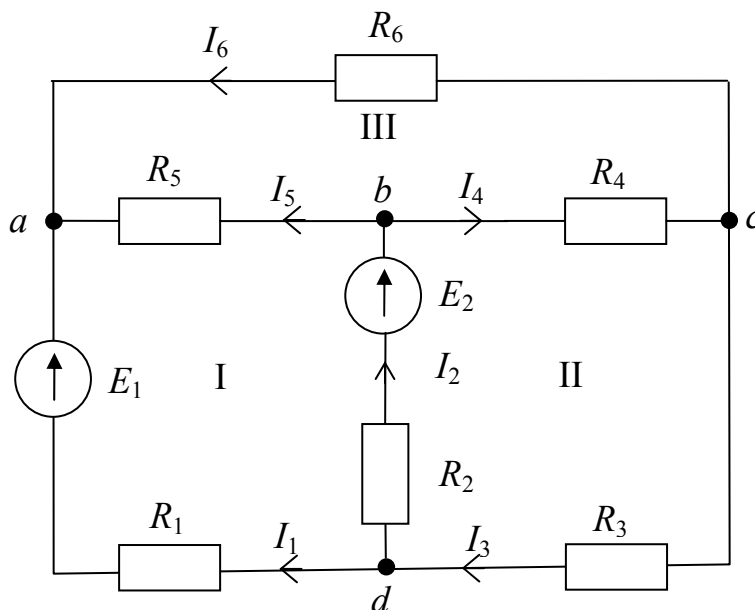 I₆ R₆
III
R₅ I₅ b I₄ R₄
a c
E₂
E₁ I I₂ II
R₂
R₁ I₁ I₃ R₃
d